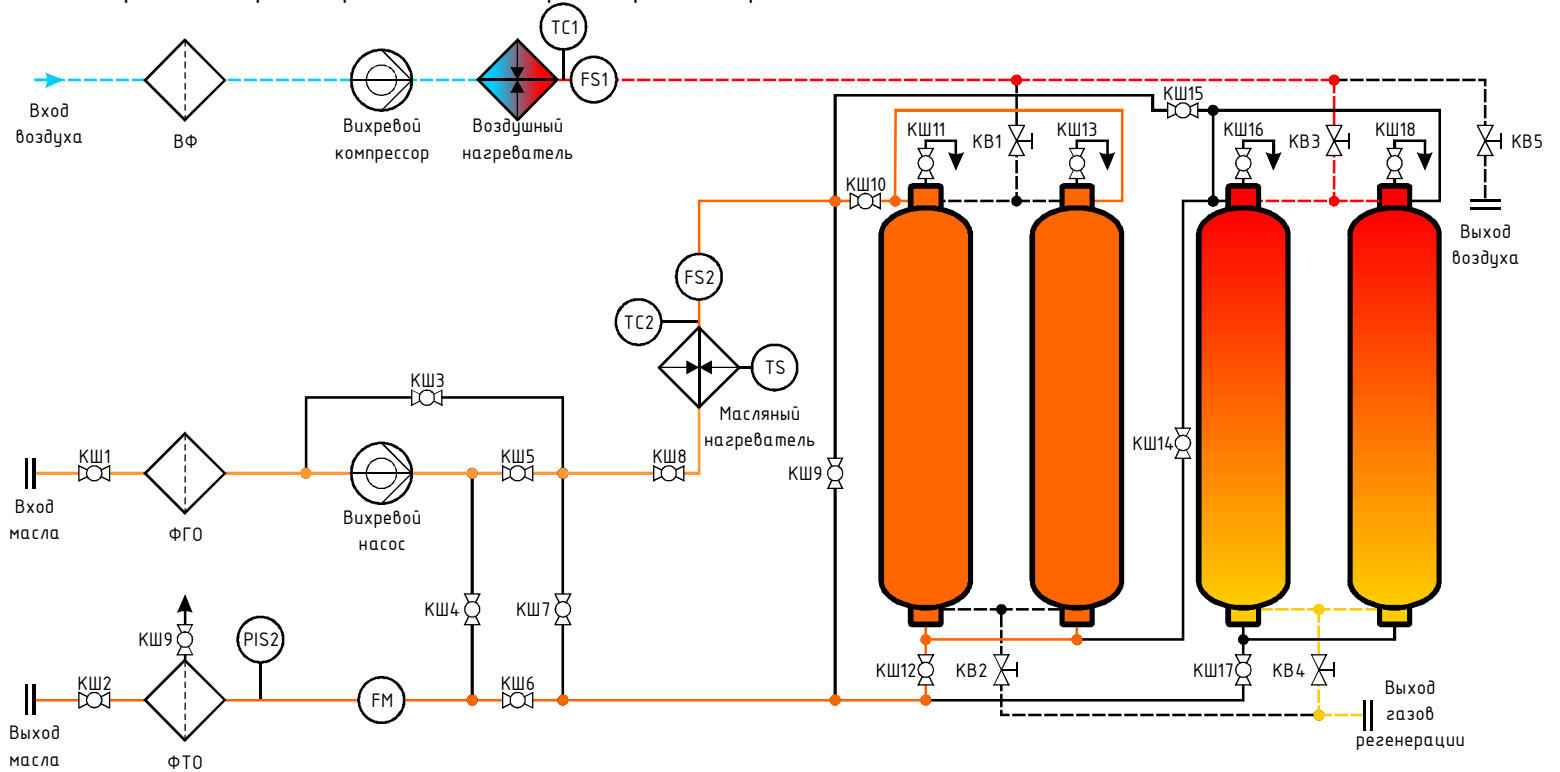 TC1
FS1
Вход
воздуха
ВФ
Вихревой
компрессор
Воздушный
нагреватель
КШ15
КШ11
КВ1
КШ13
КШ16
КВ3
КШ18
КВ5
КШ10
Выход
воздуха
FS2
TC2
TS
Масляный
нагреватель
КШ3
КШ1
КШ5
КШ8
КШ9
КШ14
Вход
масла
ФГО
Вихревой
насос
КШ4
КШ7
КШ9
PIS2
КШ2
FM
КШ6
КШ12
КВ2
КШ17
КВ4
Выход
масла
ФТО
Выход
газов
регенерации